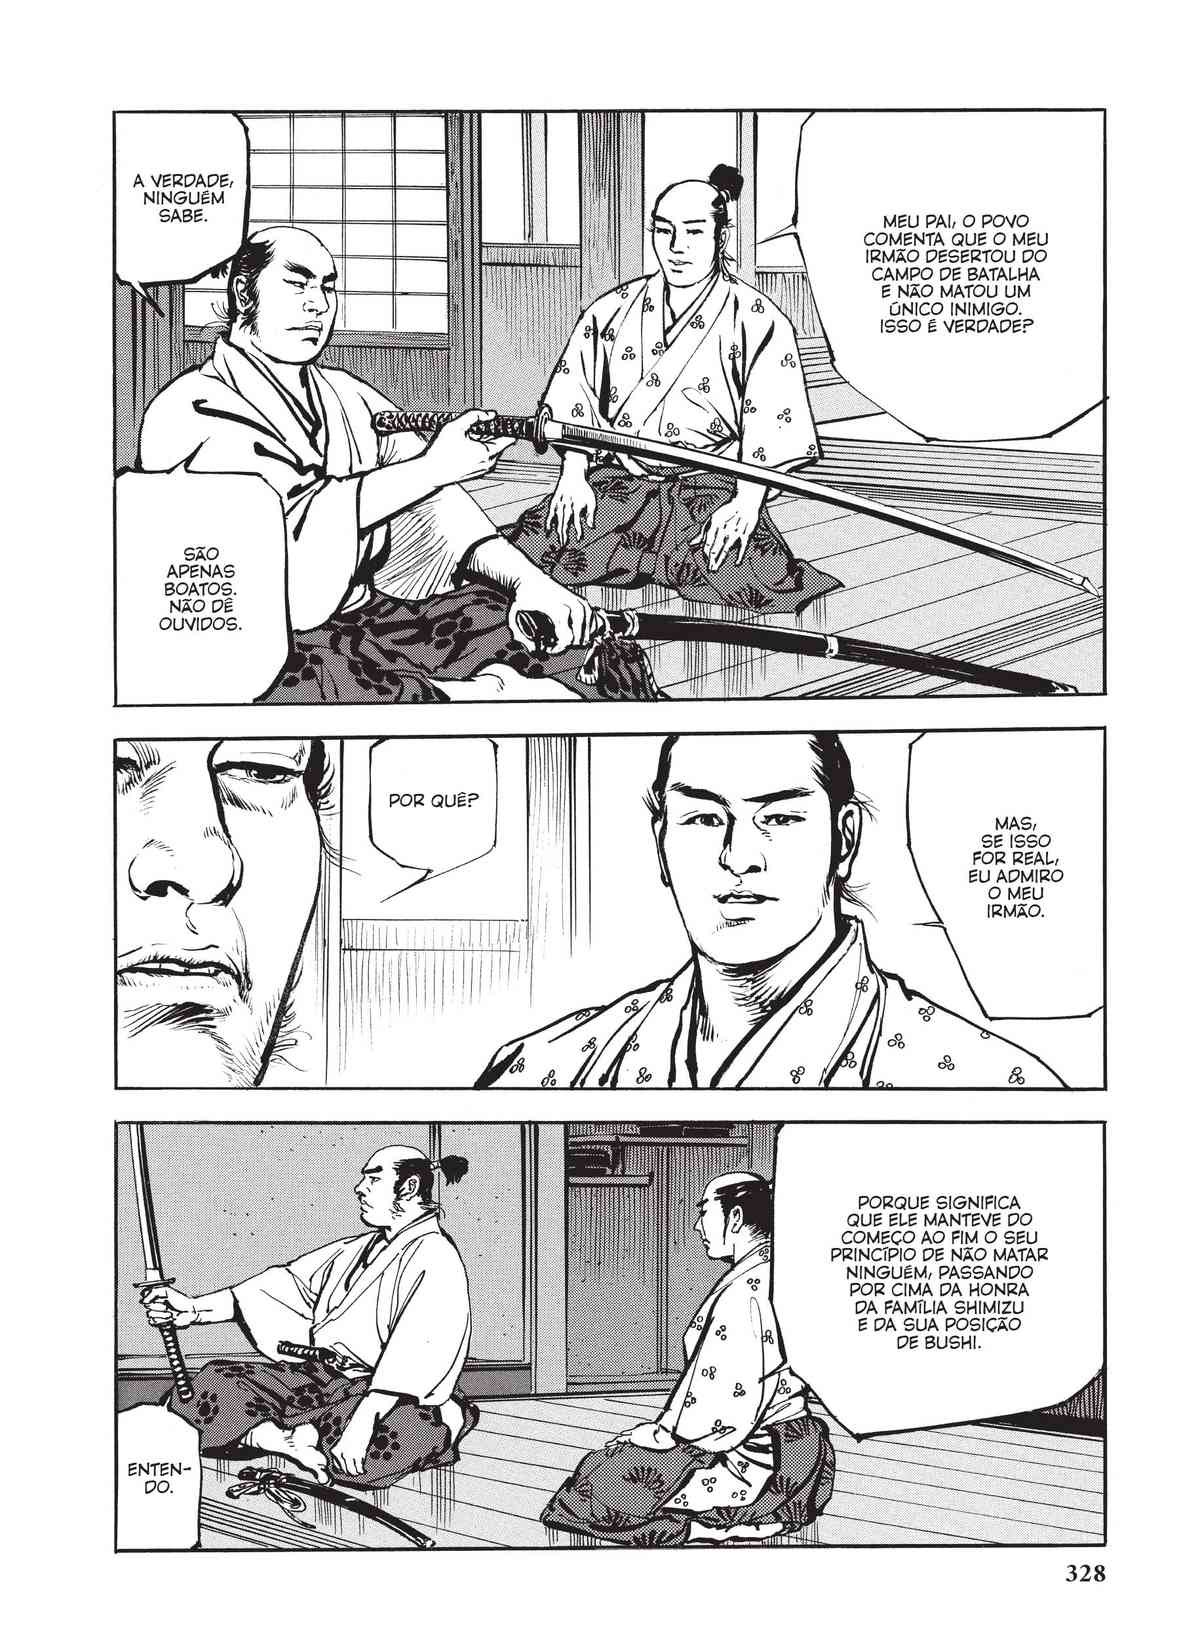 MEU PAI, O POVO
COMENTA QUE O MEU
IRMÃO DESERTOU DO
CAMPO DE BATALHA
E NÃO MATOU UM
ÚNICO INIMIGO.
ISSO É VERDADE?
A VERDADE,
NINGUÉM
SABE.
SÃO
APENAS
BOATOS.
NÃO DÊ
OUVIDOS.
MAS,
SE ISSO
FOR REAL,
EU ADMIRO
O MEU
IRMÃO.
POR QUÊ?
PORQUE SIGNIFICA
QUE ELE MANTEVE DO
COMEÇO AO FIM O SEU
PRINCÍPIO DE NÃO MATAR
NINGUÉM, PASSANDO
POR CIMA DA HONRA
DA FAMÍLIA SHIMIZU
E DA SUA POSIÇÃO
DE BUSHI.
ENTEN-
DO.
328